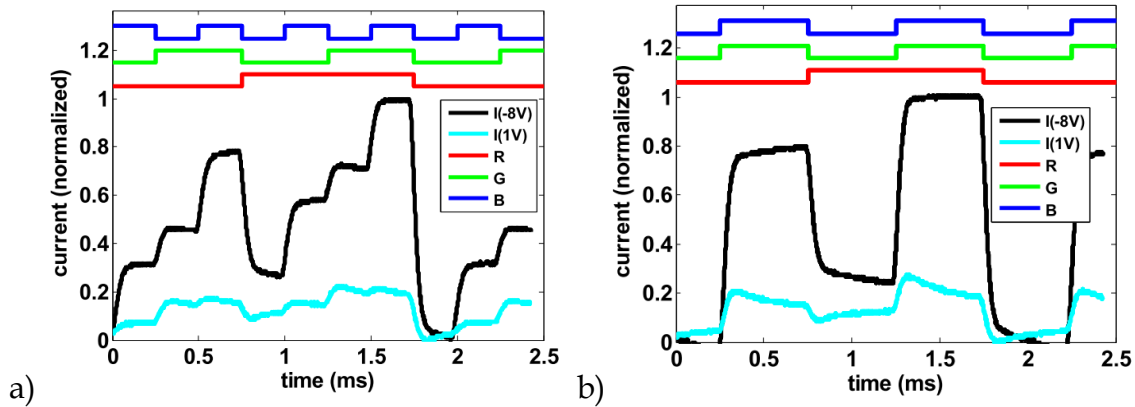 1.2
1
0.8
0.6
0.4
0.2
0
current (normalized)
I(-8V)
I(1V)
R
G
B
0 0.5 1 1.5 2 2.5
time (ms)
a)
1.2
1
0.8
0.6
0.4
0.2
0
current (normalized)
I(-8V)
I(1V)
R
G
B
0 0.5 1 1.5 2 2.5
time (ms)
b)